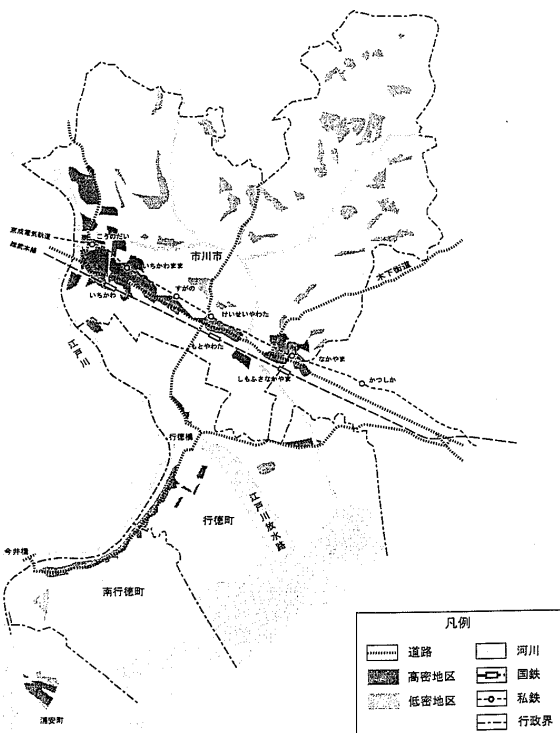 京成電気軌道
総武本線
こうのだい
市川市
いちかわまま
木下街道
すがの
いちかわ
けいせいやわた
もとやわた
なかやま
江戸川
しもふさなかやま
かつしか
行徳橋
江戸川放水路
行徳町
今井橋
南行徳町
浦安町
凡例
道路
河川
高密地区
国鉄
低密地区
私鉄
行政界